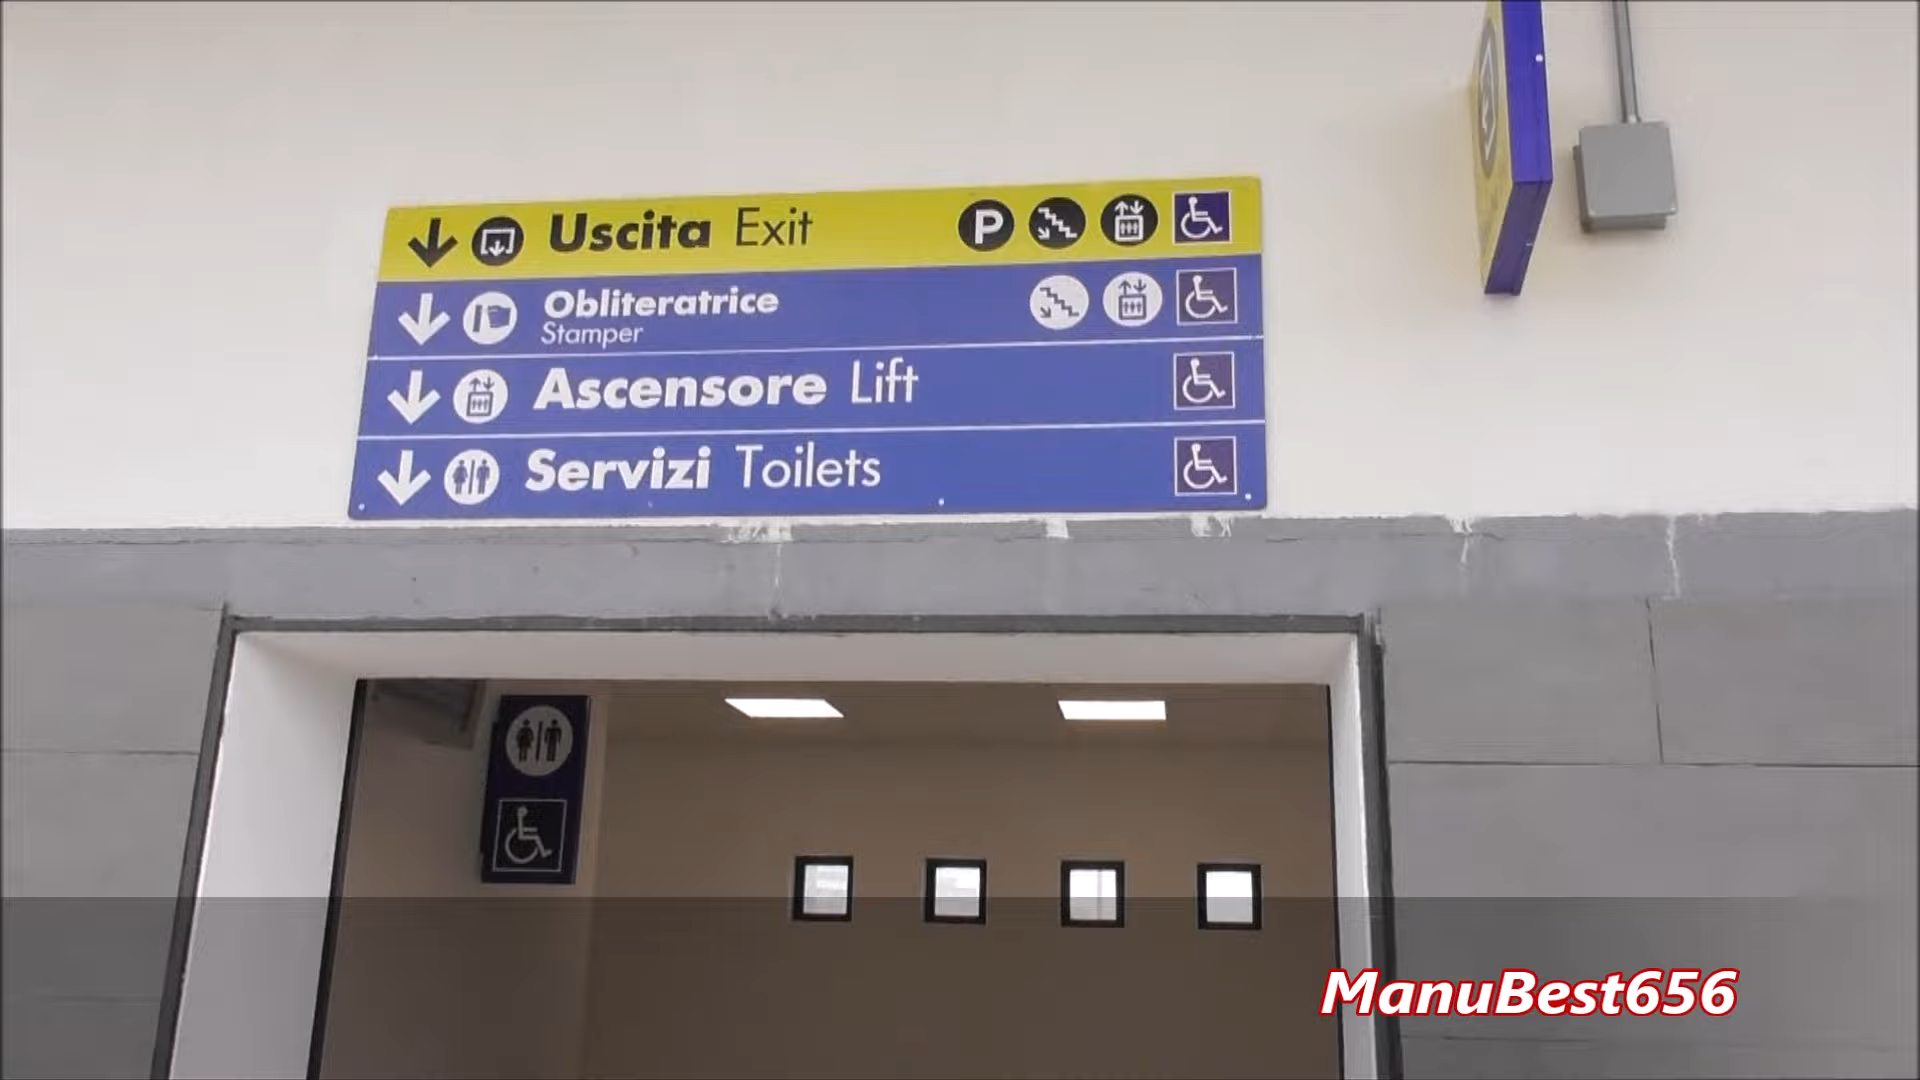 Uscita Exit P
Obliteratrice
Stamper
Ascensore Lift
Servizi Toilets
ManuBest656